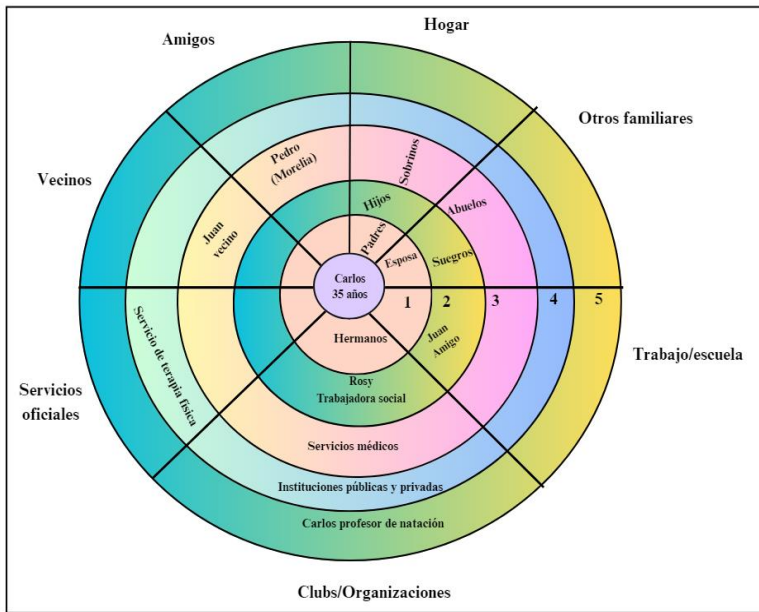 Hogar
Amigos
Otros familiares
Vecinos
Pedro
(Morelia)
Sobrinos
Hijos
Abuelos
Juan
vecino
Padres
Esposa
Suegros
Carlos
35 años
1
2
3
4
5
Hermanos
Juan
Amigo
Trabajo/escuela
Servicio de terapia física
Servicios
oficiales
Rosy
Trabajadora social
Servicios médicos
Instituciones públicas y privadas
Carlos profesor de natación
Clubs/Organizaciones